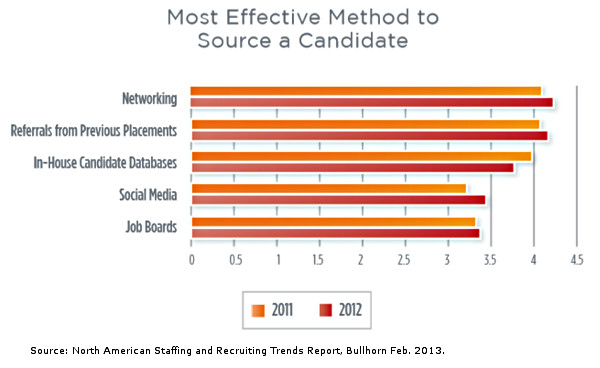 Most Effective Method to
Source a Candidate
Networking
Referrals from Previous Placements
In-House Candidate Databases
Social Media
Job Boards
0 0.5 1 1.5 2 2.5 3 3.5 4 4.5
2011 2012
Source: North American Staffing and Recruiting Trends Report, Bullhorn Feb. 2013.